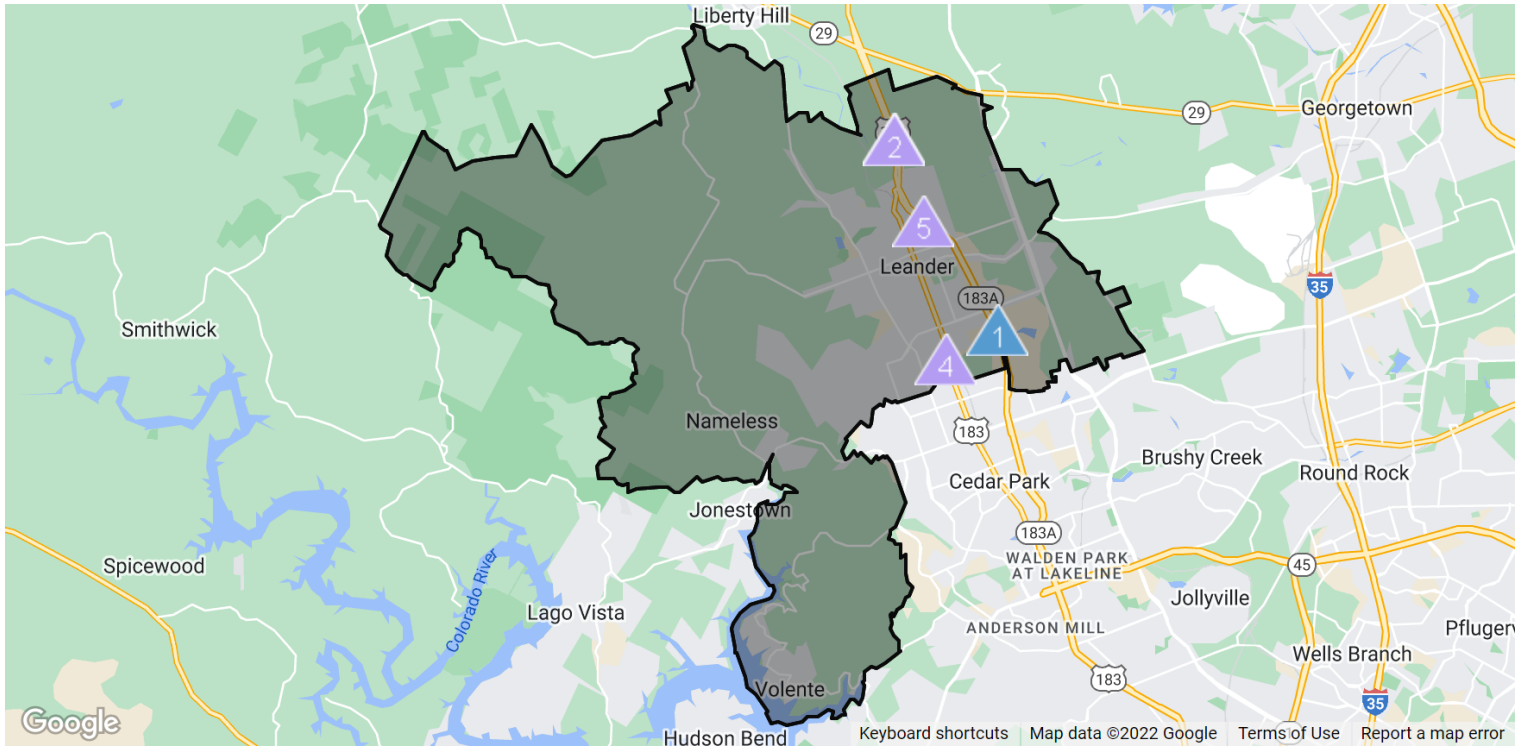 Liberty Hill
29
Georgetown
29
2
5
Leander
183A
35
Smithwick
1
4
Nameless
183
Brushy Creek
Cedar Park
Round Rock
Jonestown
183A
WALDEN PARK
AT LAKELINE
45
Spicewood
Colorado River
Lago Vista
Jollyville
ANDERSON MILL
Pflugerv
Wells Branch
183
Volente
35
Google
Hudson Bend
Keyboard shortcuts
Map data ©2022 Google
Terms of Use
Report a map error